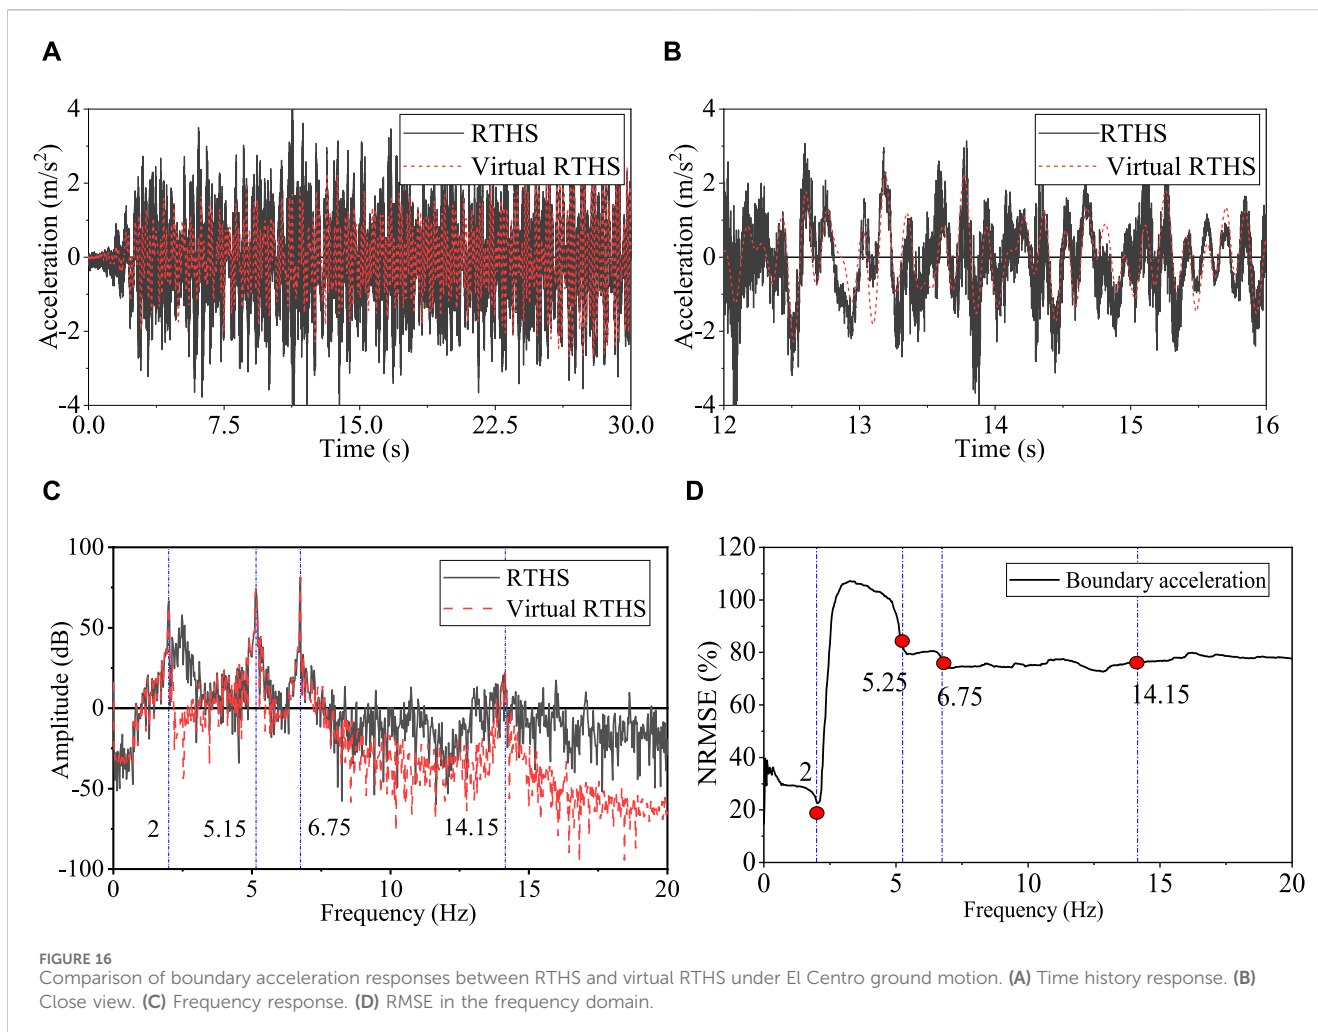 A
4
2
0
-2
-4
Acceleration (m/s²)
RTHS
Virtual RTHS
0.0 7.5 15.0 22.5 30.0
Time (s)
B
4
2
0
-2
-4
Acceleration (m/s²)
RTHS
Virtual RTHS
12 13 14 15 16
Time (s)
C
100
50
0
-50
-100
Amplitude (dB)
RTHS
Virtual RTHS
2 5.15 6.75 14.15
0 5 10 15 20
Frequency (Hz)
D
120
100
80
60
40
20
0
NRMSE (%)
Boundary acceleration
2
5.25
6.75
14.15
0 5 10 15 20
Frequency (Hz)
FIGURE 16
Comparison of boundary acceleration responses between RTHS and virtual RTHS under El Centro ground motion. (A) Time history response. (B)
Close view. (C) Frequency response. (D) RMSE in the frequency domain.